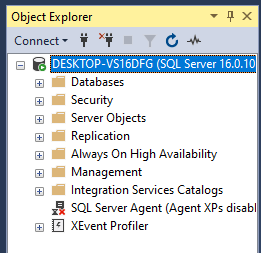 Object Explorer
Connect
DESKTOP-VS16DFG (SQL Server 16.0.10
Databases
Security
Server Objects
Replication
Always On High Availability
Management
Integration Services Catalogs
SQL Server Agent (Agent XPs disabl
XEvent Profiler